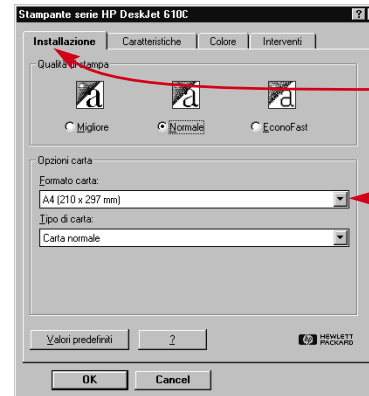 Stampante serie HP DeskJet 610C ?
Installazione Caratteristiche Colore Interventi
Qualità di stampa
a a a
Migliore Normale EconoFast
Opzioni carta
Formato carta:
A4 (210 x 297 mm)
Tipo di carta:
Carta normale
Valori predefiniti ? hp HEWLETT
PACKARD
OK Cancel